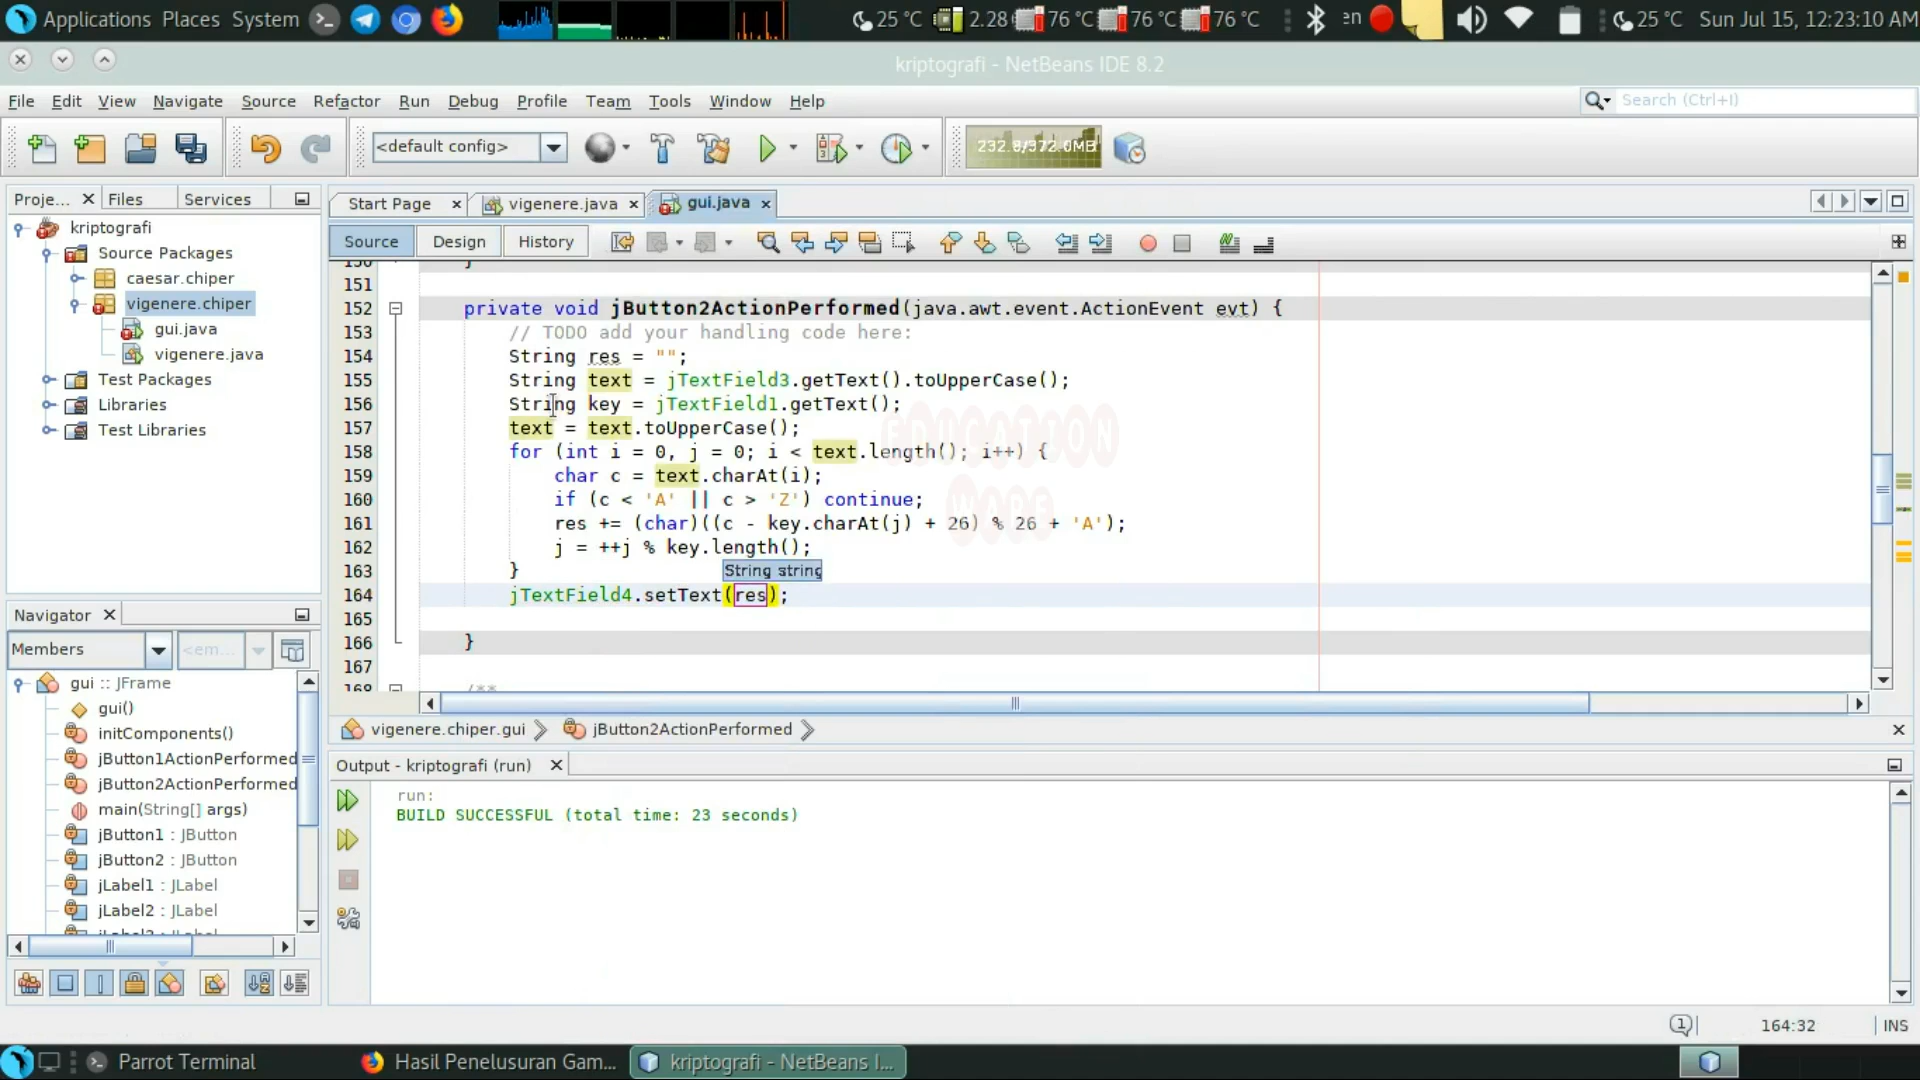 Applications Places System
25 °C 2.28 76 °C 76 °C 76 °C en 25 °C Sun Jul 15, 12:23:10 AM
kriptografi - NetBeans IDE 8.2
File Edit View Navigate Source Refactor Run Debug Profile Team Tools Window Help
Search (Ctrl+I)
<default config>
232.8/372.0MB
Proje... Files Services
Start Page vigenere.java gui.java
kriptografi
Source Packages
caesar.chiper
vigenere.chiper
gui.java
vigenere.java
Test Packages
Libraries
Test Libraries
Source Design History
150 }
151
152 private void jButton2ActionPerformed(java.awt.event.ActionEvent evt) {
153 // TODO add your handling code here:
154 String res = "";
155 String text = jTextField3.getText().toUpperCase();
156 String key = jTextField1.getText();
157 text = text.toUpperCase();
158 for (int i = 0, j = 0; i < text.length(); i++) {
159 char c = text.charAt(i);
160 if (c < 'A' || c > 'Z') continue;
161 res += (char)((c - key.charAt(j) + 26) % 26 + 'A');
162 j = ++j % key.length();
163 }
String string
164 jTextField4.setText(res);
165
166 }
167
168 /**
EDUCATION
WARE
Navigator
Members <em...
gui :: JFrame
gui()
initComponents()
jButton1ActionPerformed
jButton2ActionPerformed
main(String[] args)
jButton1 : JButton
jButton2 : JButton
jLabel1 : JLabel
jLabel2 : JLabel
vigenere.chiper.gui jButton2ActionPerformed
Output - kriptografi (run)
run:
BUILD SUCCESSFUL (total time: 23 seconds)
1 164:32 INS
Parrot Terminal Hasil Penelusuran Gam... kriptografi - NetBeans I...